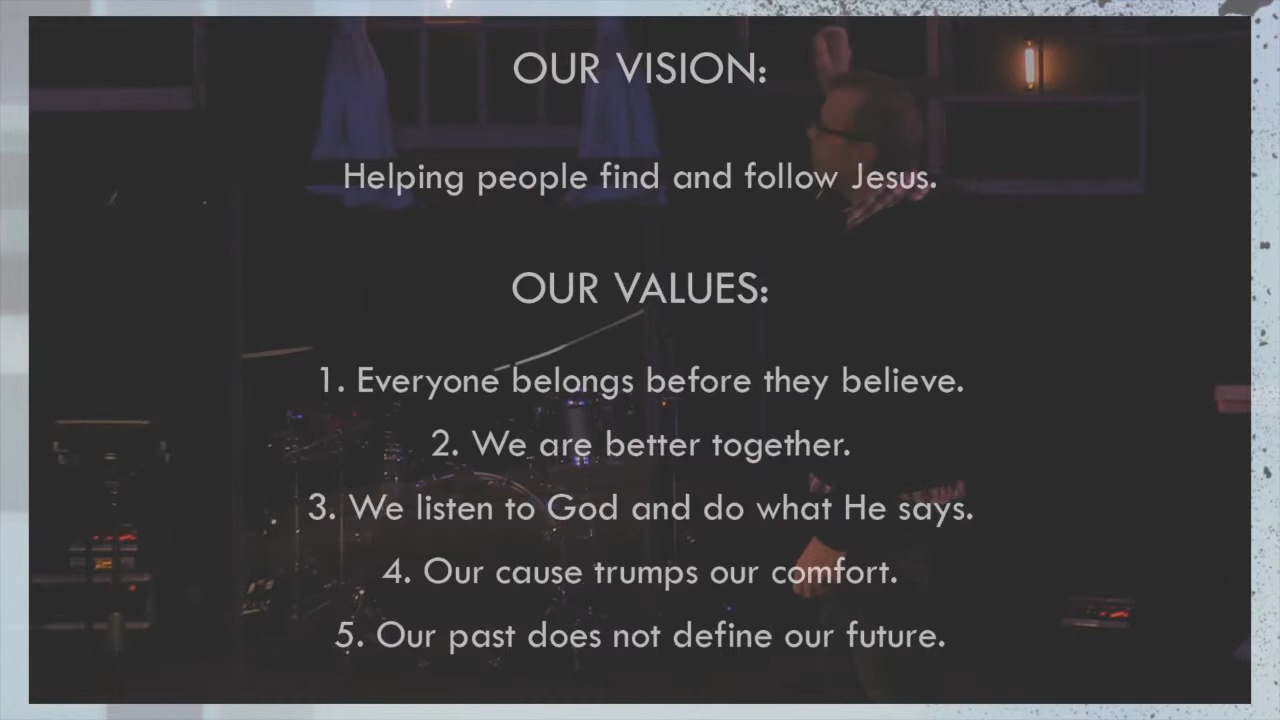 OUR VISION:
Helping people find and follow Jesus.
OUR VALUES:
1. Everyone belongs before they believe.
2. We are better together.
3. We listen to God and do what He says.
4. Our cause trumps our comfort.
5. Our past does not define our future.